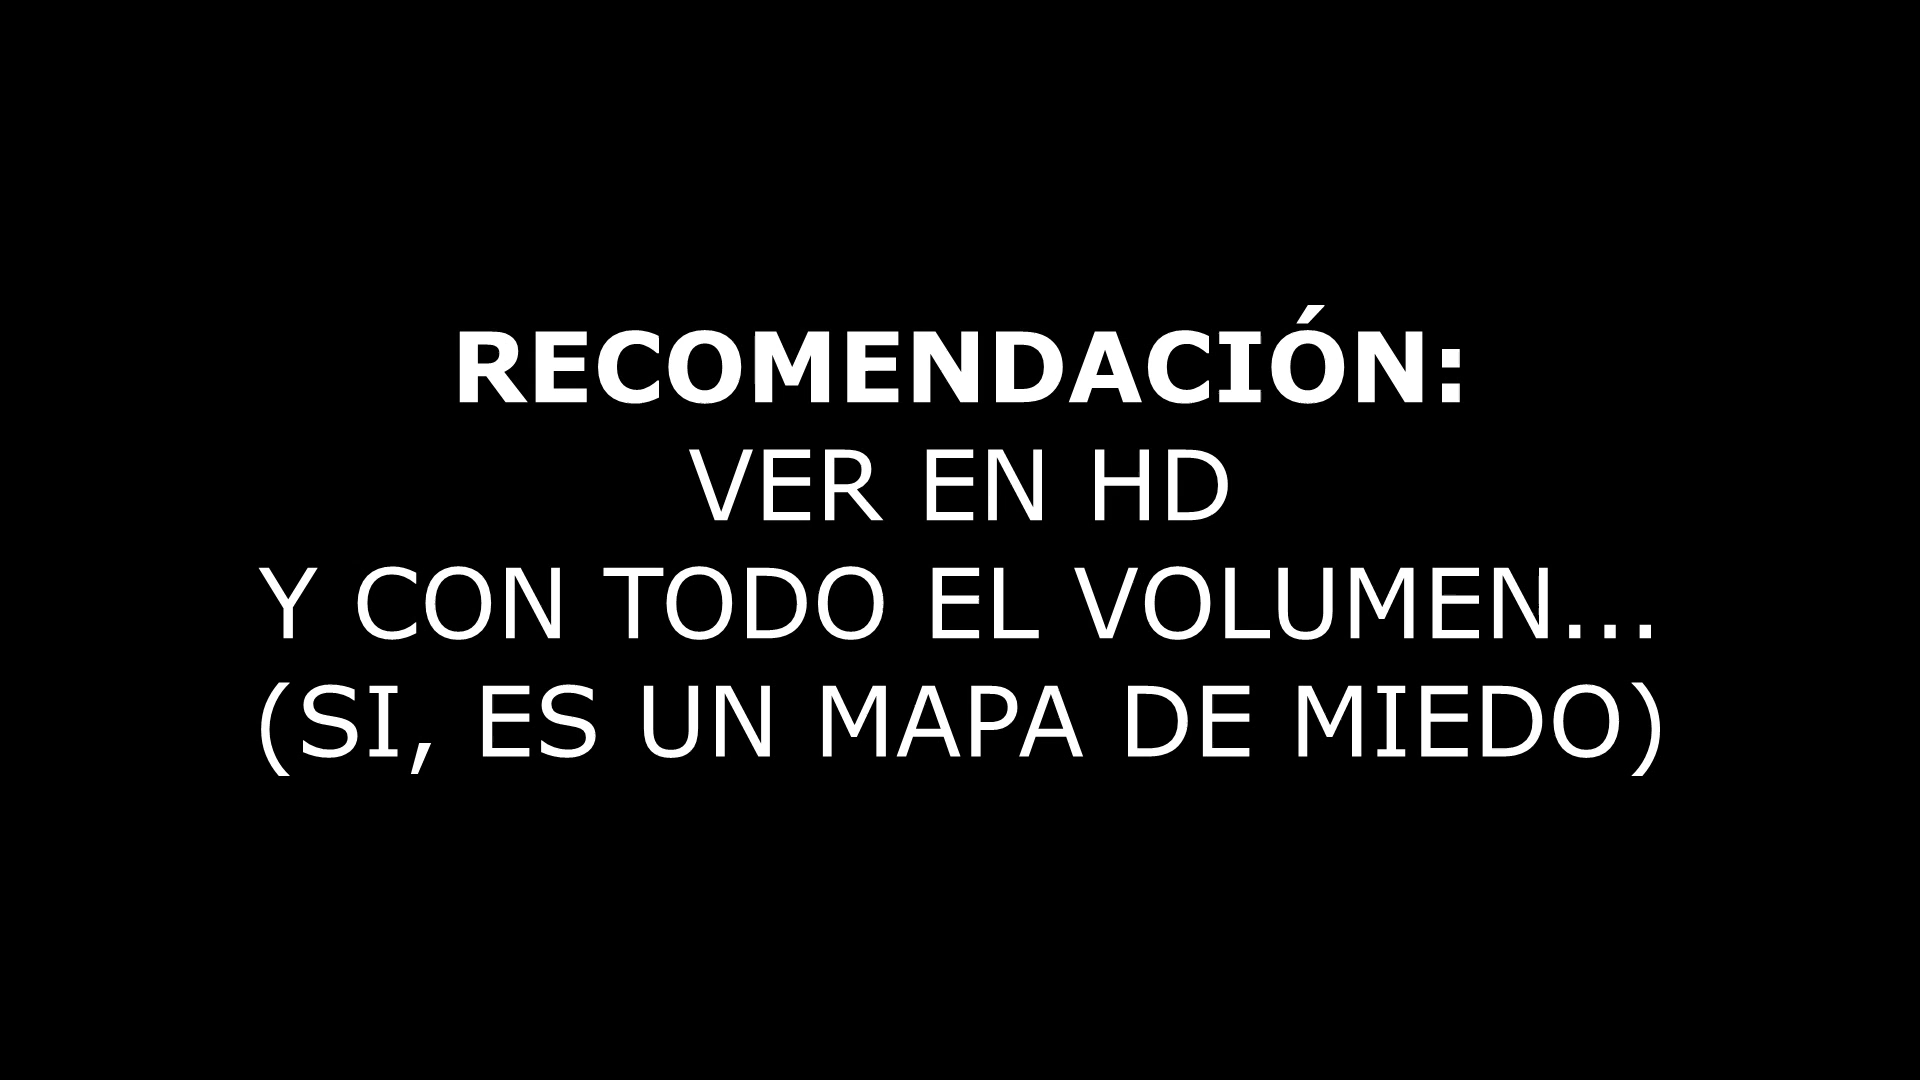 RECOMENDACIÓN:
VER EN HD
Y CON TODO EL VOLUMEN...
(SI, ES UN MAPA DE MIEDO)